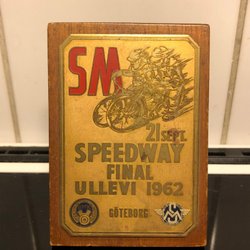 SM
21 SEPT.
SPEEDWAY
FINAL
ULLEVI 1962
GÖTEBORG